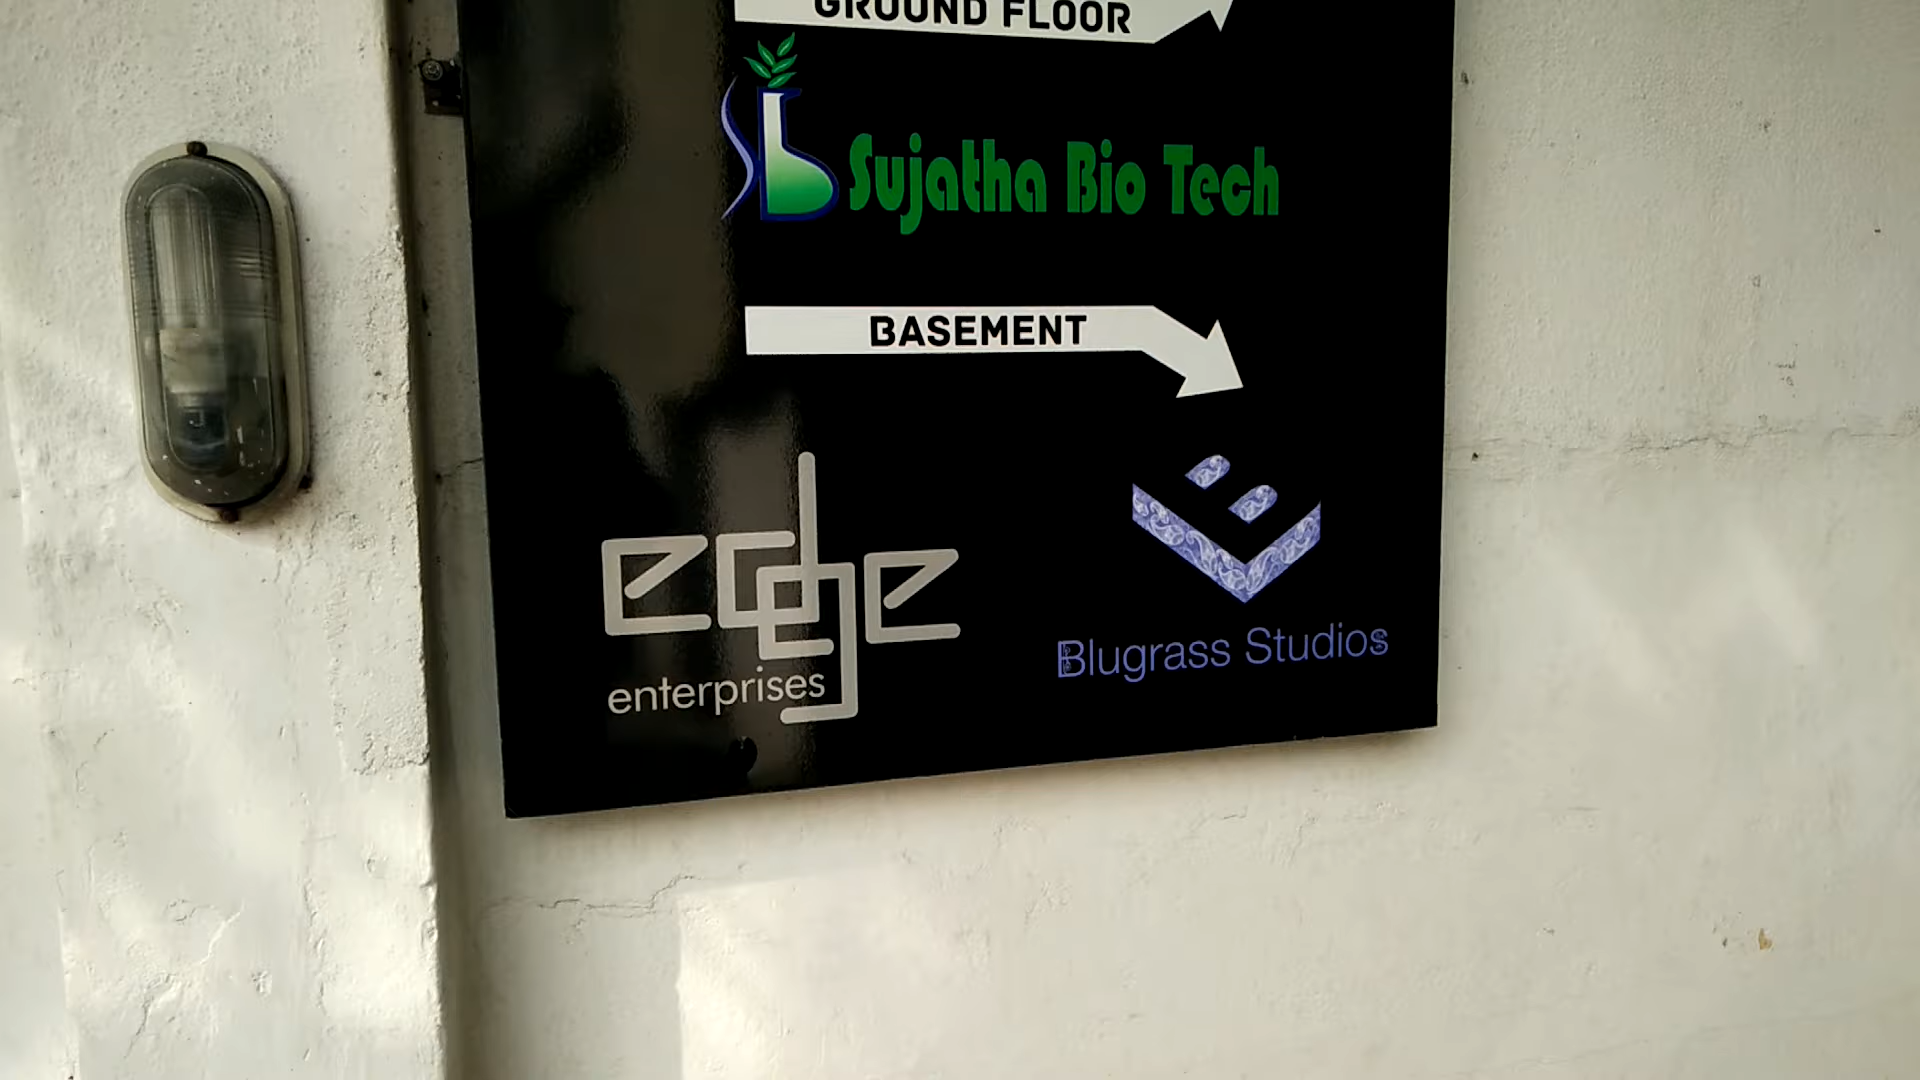 GROUND FLOOR
Sujatha Bio Tech
BASEMENT
edge
enterprises
Blugrass Studios